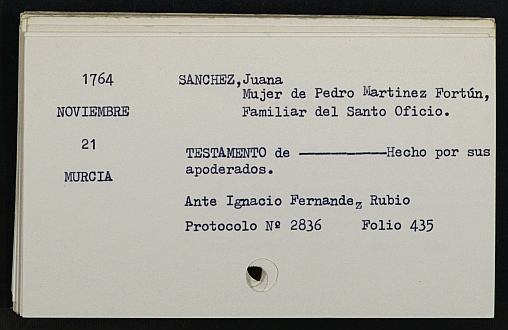 1764
SANCHEZ,Juana
Mujer de Pedro Martinez Fortún,
NOVIEMBRE
Familiar del Santo Oficio.
21
TESTAMENTO de ————————Hecho por sus
apoderados.
MURCIA
Ante Ignacio Fernandez Rubio
Protocolo Nº 2836 Folio 435